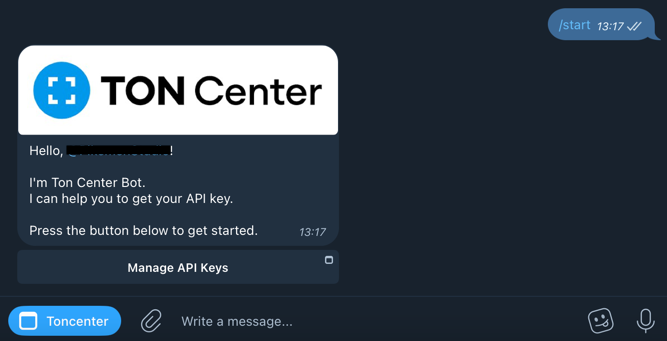 /start 13:17
TON Center
Hello, !
I'm Ton Center Bot.
I can help you to get your API key.
Press the button below to get started. 13:17
Manage API Keys
Toncenter
Write a message...